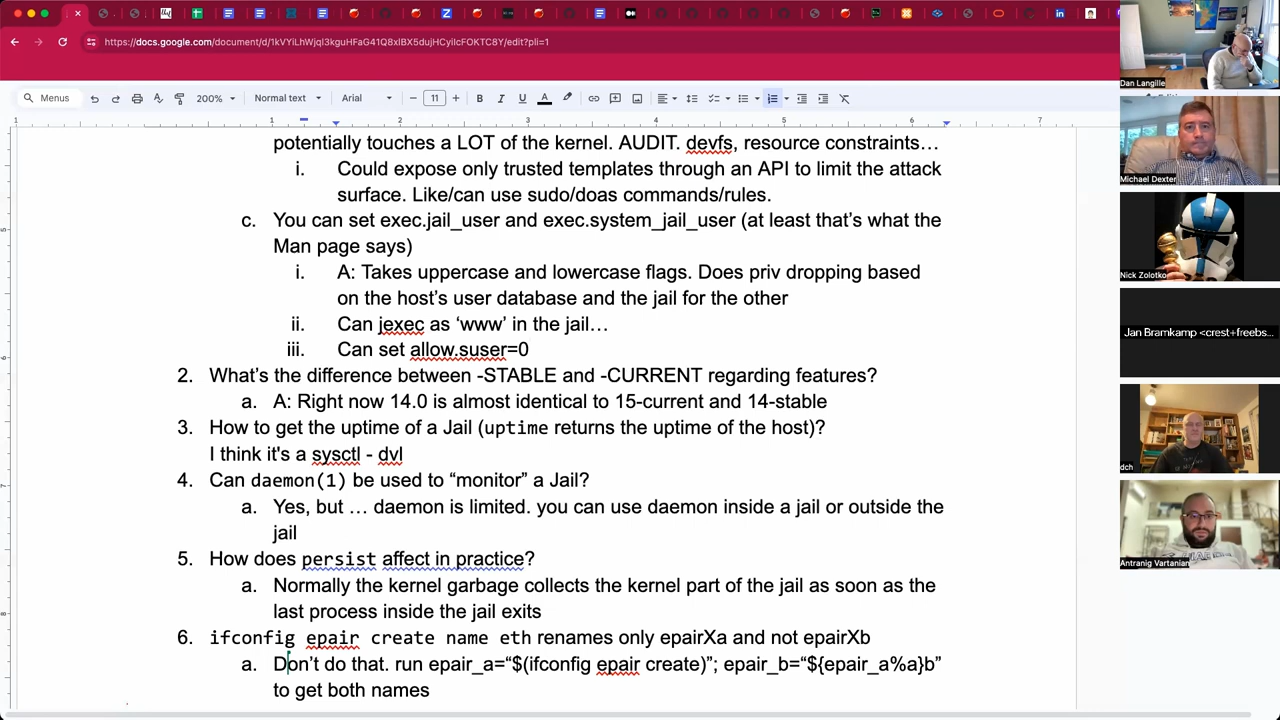 https://docs.google.com/document/d/1kVYiLhWjql3kguHFaG41Q8xlBX5dujHCyilcFOKTC8Y/edit?pli=1
Menus
200%
Normal text
Arial
11
1 1 2 3 4 5 6 7
potentially touches a LOT of the kernel. AUDIT. devfs, resource constraints…
i. Could expose only trusted templates through an API to limit the attack
surface. Like/can use sudo/doas commands/rules.
c. You can set exec.jail_user and exec.system_jail_user (at least that’s what the
Man page says)
i. A: Takes uppercase and lowercase flags. Does priv dropping based
on the host’s user database and the jail for the other
ii. Can jexec as ‘www’ in the jail…
iii. Can set allow.suser=0
2. What’s the difference between -STABLE and -CURRENT regarding features?
a. A: Right now 14.0 is almost identical to 15-current and 14-stable
3. How to get the uptime of a Jail (uptime returns the uptime of the host)?
I think it's a sysctl - dvl
4. Can daemon(1) be used to “monitor” a Jail?
a. Yes, but … daemon is limited. you can use daemon inside a jail or outside the
jail
5. How does persist affect in practice?
a. Normally the kernel garbage collects the kernel part of the jail as soon as the
last process inside the jail exits
6. ifconfig epair create name eth renames only epairXa and not epairXb
a. Don’t do that. run epair_a=“$(ifconfig epair create)”; epair_b=“${epair_a%a}b”
to get both names
Dan Langille
Michael Dexter
Nick Zolotko
Jan Bramkamp <crest+freebs...
dch
Antranig Vartanian